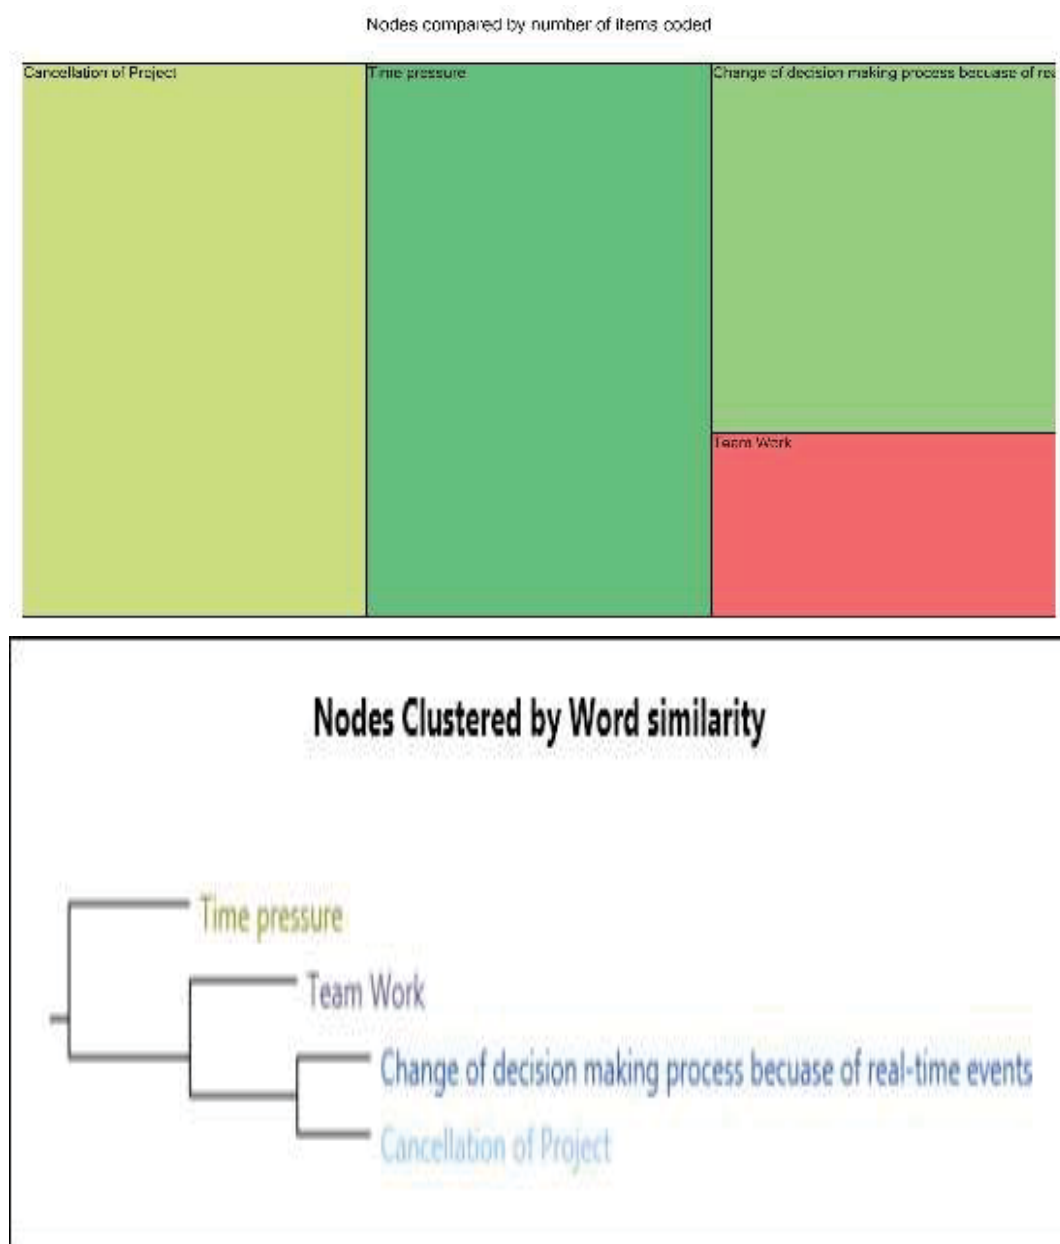 Nodes compared by number of items coded
Cancellation of Project
Time pressure
Change of decision making process becuase of rea
Team Work
Nodes Clustered by Word similarity
Time pressure
Team Work
Change of decision making process becuase of real-time events
Cancellation of Project